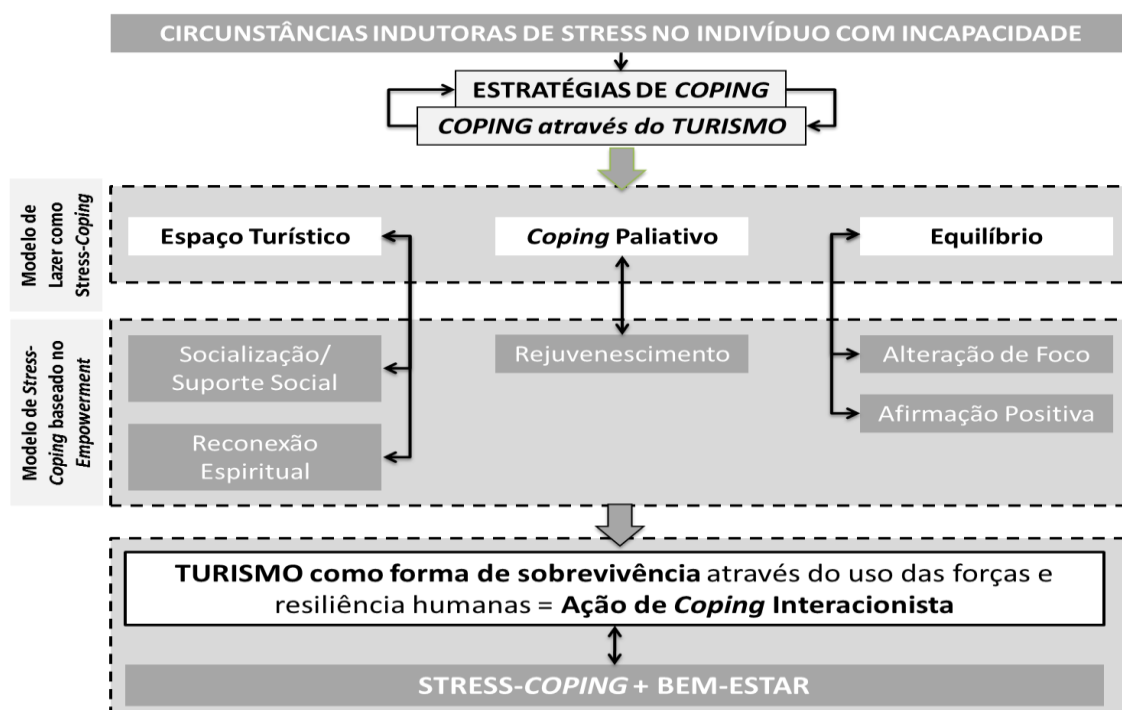 CIRCUNSTÂNCIAS INDUTORAS DE STRESS NO INDIVÍDUO COM INCAPACIDADE
ESTRATÉGIAS DE COPING
COPING através do TURISMO
Modelo de
Lazer como
Stress-Coping
Espaço Turístico
Coping Paliativo
Equilíbrio
Modelo de Stress-
Coping baseado no
Empowerment
Socialização/
Suporte Social
Rejuvenescimento
Alteração de Foco
Afirmação Positiva
Reconexão
Espiritual
TURISMO como forma de sobrevivência através do uso das forças e
resiliência humanas = Ação de Coping Interacionista
STRESS-COPING + BEM-ESTAR